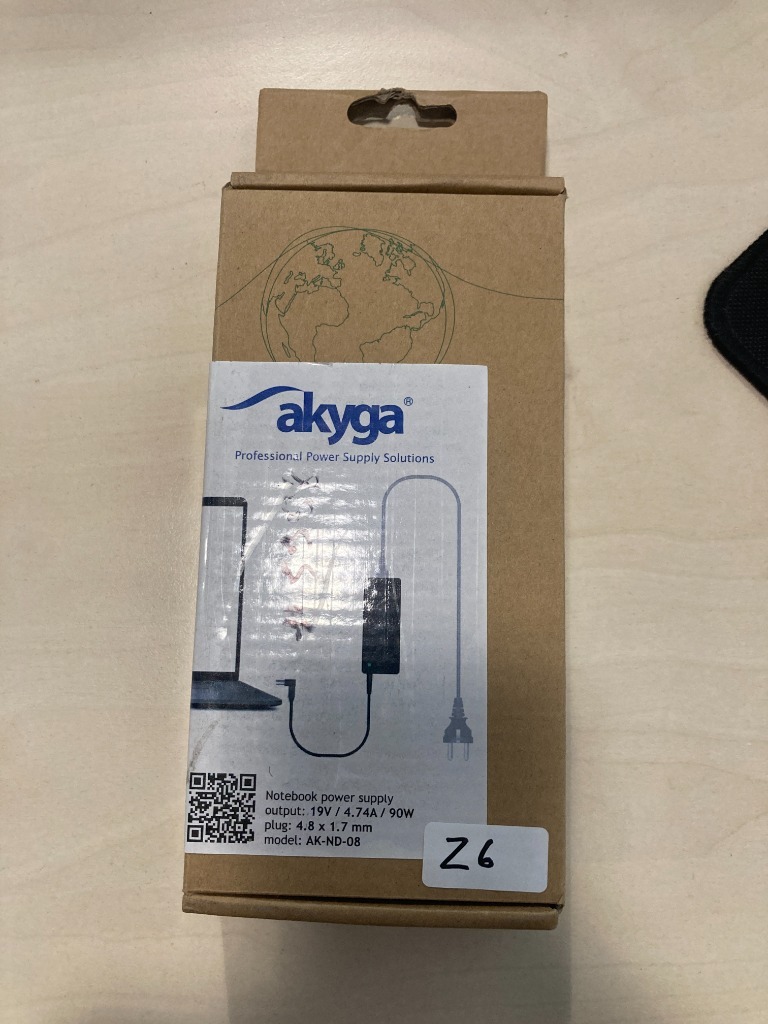 akyga®
Professional Power Supply Solutions
Notebook power supply
output: 19V / 4.74A / 90W
plug: 4.8 x 1.7 mm
model: AK-ND-08
Z6